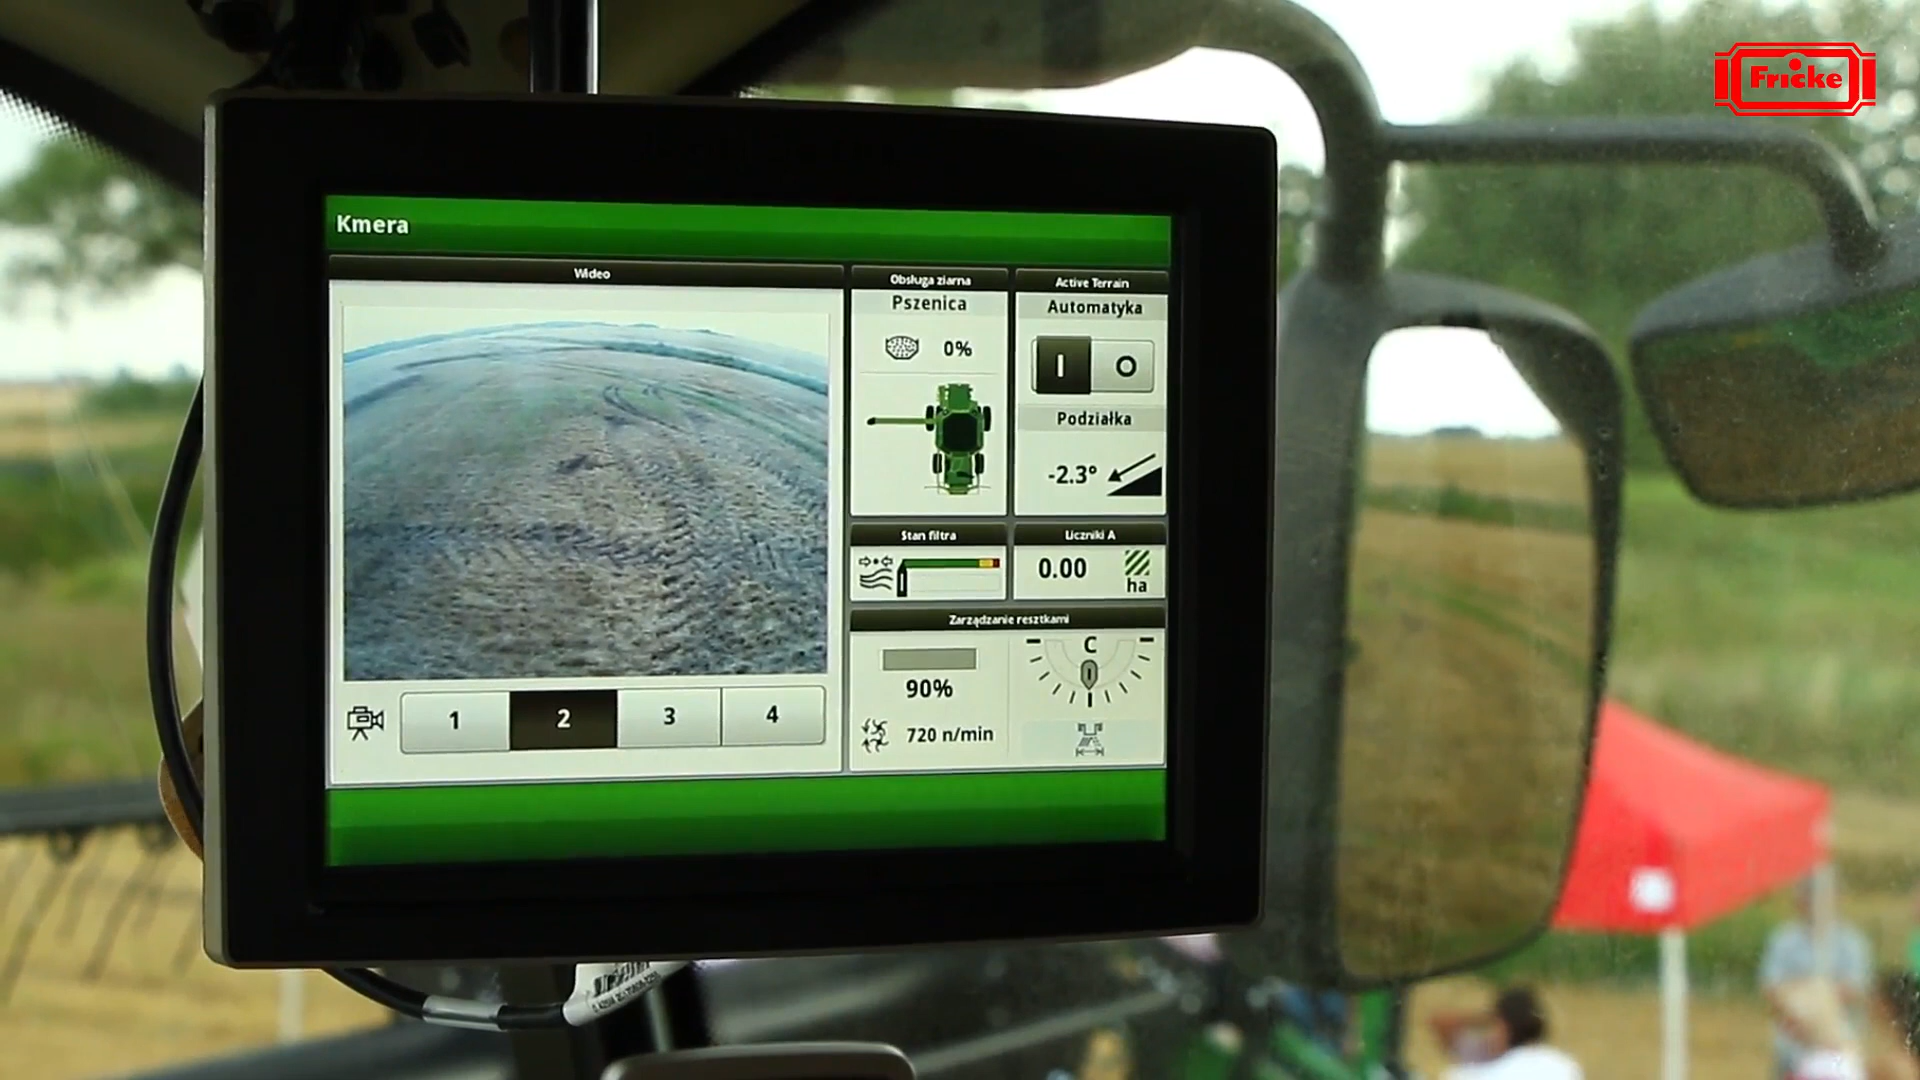 Fricke
Kmera
Wideo
1 2 3 4
Obsługa ziarna
Pszenica
0%
Active Terrain
Automatyka
I O
Podziałka
-2.3°
Stan filtra
Liczniki A
0.00
ha
Zarządzanie resztkami
90%
720 n/min
C